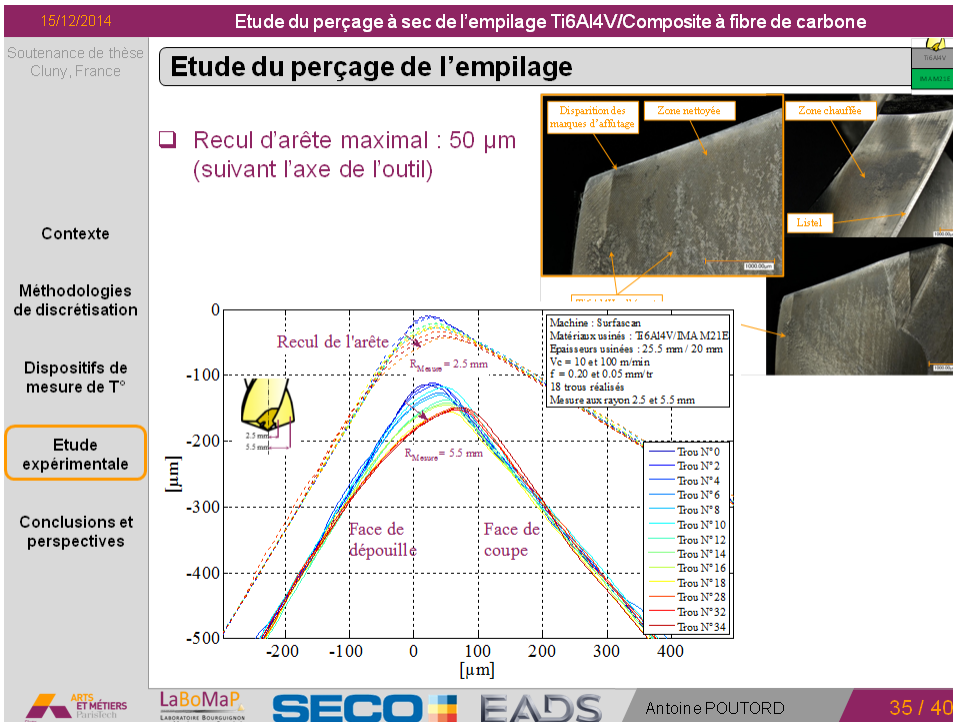 15/12/2014
Etude du perçage à sec de l'empilage Ti6Al4V/Composite à fibre de carbone
Soutenance de thèse
Cluny, France
Etude du perçage de l'empilage
Ti6Al4V
IMA M21E
Recul d'arête maximal : 50 µm
(suivant l'axe de l'outil)
Disparition des
marques d'affûtage
Zone nettoyée
Zone chauffée
Listel
1000.00µm
1000.00µm
1000.00µm
Contexte
Méthodologies
de discrétisation
Dispositifs de
mesure de T°
Etude
expérimentale
Conclusions et
perspectives
Recul de l'arête
R Mesure = 2.5 mm
R Mesure = 5.5 mm
2.5 mm
5.5 mm
Face de
dépouille
Face de
coupe
Machine : Surfascan
Matériaux usinés : Ti6Al4V/IMA M21E
Epaisseurs usinées : 25.5 mm / 20 mm
Vc = 10 et 100 m/min
f = 0.20 et 0.05 mm/tr
18 trous réalisés
Mesure aux rayon 2.5 et 5.5 mm
Trou N°0
Trou N°2
Trou N°4
Trou N°6
Trou N°8
Trou N°10
Trou N°12
Trou N°14
Trou N°16
Trou N°18
Trou N°28
Trou N°32
Trou N°34
0
-100
-200
-300
-400
-500
[µm]
-200 -100 0 100 200 300 400
[µm]
ARTS
ET MÉTIERS
ParisTech
LaBoMaP
LABORATOIRE BOURGUIGNON
SECO
EADS
Antoine POUTORD
35 / 40